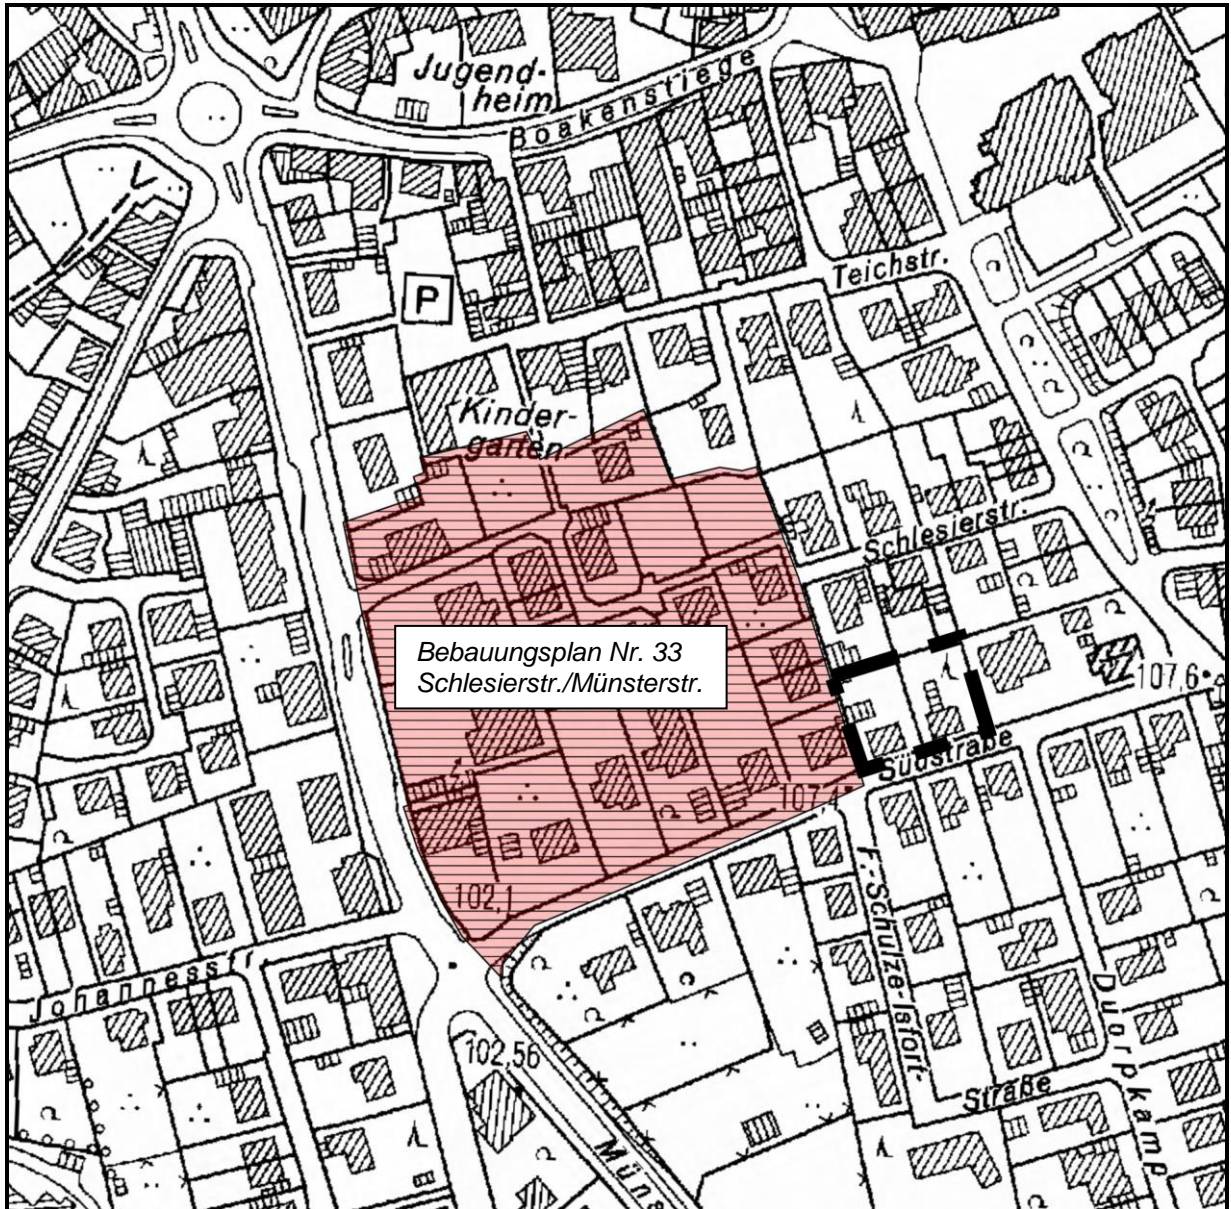 Jugend-
heim
Boakenstiege
Teichstr.
P
Kinder-
garten
Schlesierstr.
Bebauungsplan Nr. 33
Schlesierstr./Münsterstr.
107,6
Südstraße
107,4
102,1
F.-Schulze-Isfort-
Straße
Johannesstr.
Duorpkamp
102,56
Müns